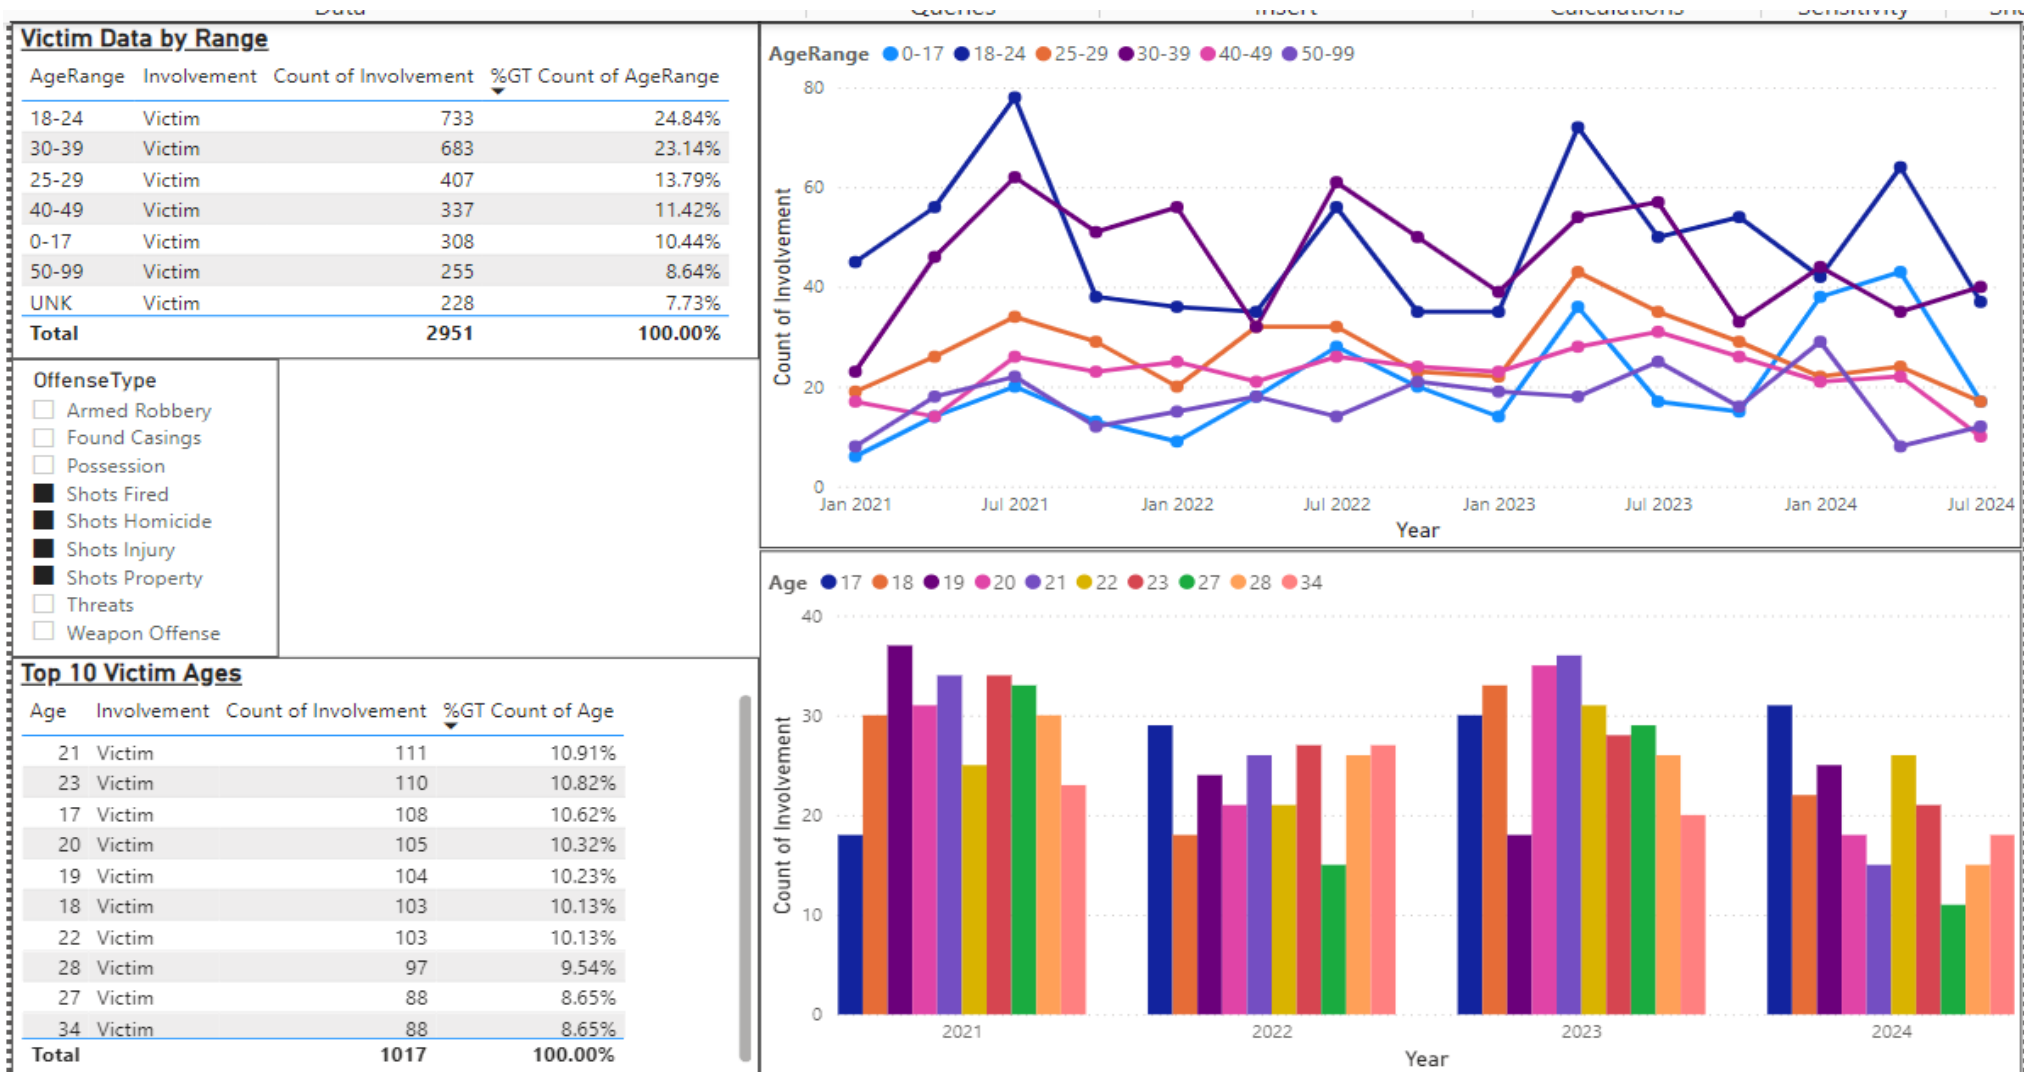 Data Queries Insert Calculations Sensitivity
Victim Data by Range
AgeRange Involvement Count of Involvement %GT Count of AgeRange
18-24 Victim 733 24.84%
30-39 Victim 683 23.14%
25-29 Victim 407 13.79%
40-49 Victim 337 11.42%
0-17 Victim 308 10.44%
50-99 Victim 255 8.64%
UNK Victim 228 7.73%
Total 2951 100.00%
OffenseType
Armed Robbery
Found Casings
Possession
Shots Fired
Shots Homicide
Shots Injury
Shots Property
Threats
Weapon Offense
Top 10 Victim Ages
Age Involvement Count of Involvement %GT Count of Age
21 Victim 111 10.91%
23 Victim 110 10.82%
17 Victim 108 10.62%
20 Victim 105 10.32%
19 Victim 104 10.23%
18 Victim 103 10.13%
22 Victim 103 10.13%
28 Victim 97 9.54%
27 Victim 88 8.65%
34 Victim 88 8.65%
Total 1017 100.00%
AgeRange 0-17 18-24 25-29 30-39 40-49 50-99
Count of Involvement
80
60
40
20
0
Jan 2021 Jul 2021 Jan 2022 Jul 2022 Jan 2023 Jul 2023 Jan 2024 Jul 2024
Year
Age 17 18 19 20 21 22 23 27 28 34
Count of Involvement
40
30
20
10
0
2021 2022 2023 2024
Year